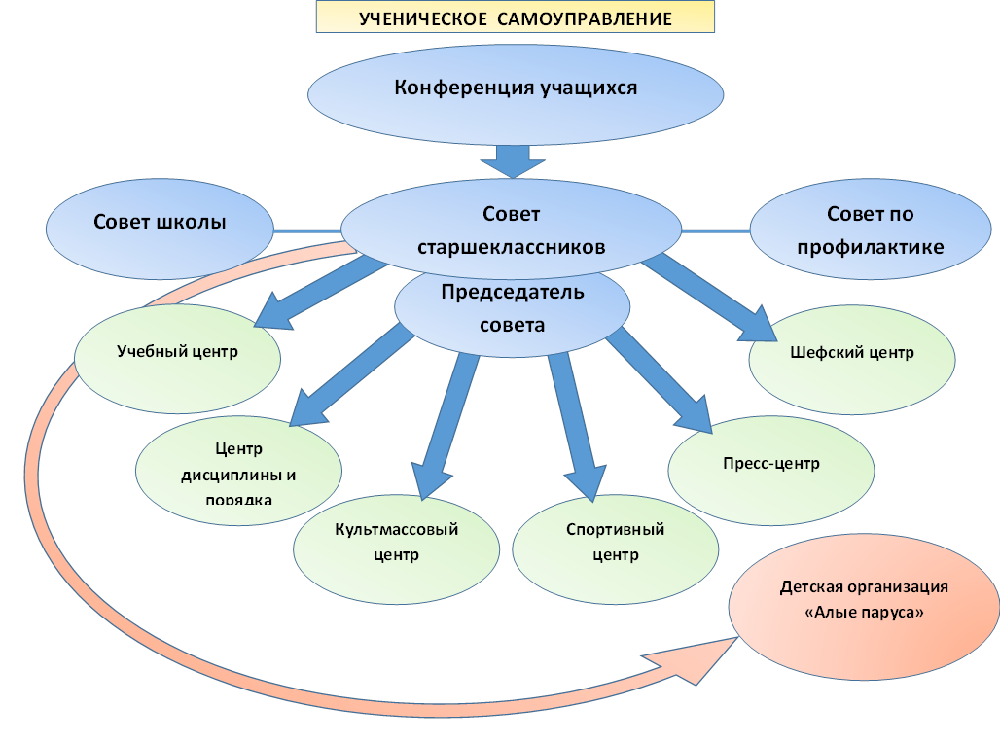 УЧЕНИЧЕСКОЕ САМОУПРАВЛЕНИЕ
Конференция учащихся
Совет школы
Совет
старшеклассников
Совет по
профилактике
Председатель
совета
Учебный центр
Шефский центр
Центр
дисциплины и
порядка
Пресс-центр
Культмассовый
центр
Спортивный
центр
Детская организация
«Алые паруса»